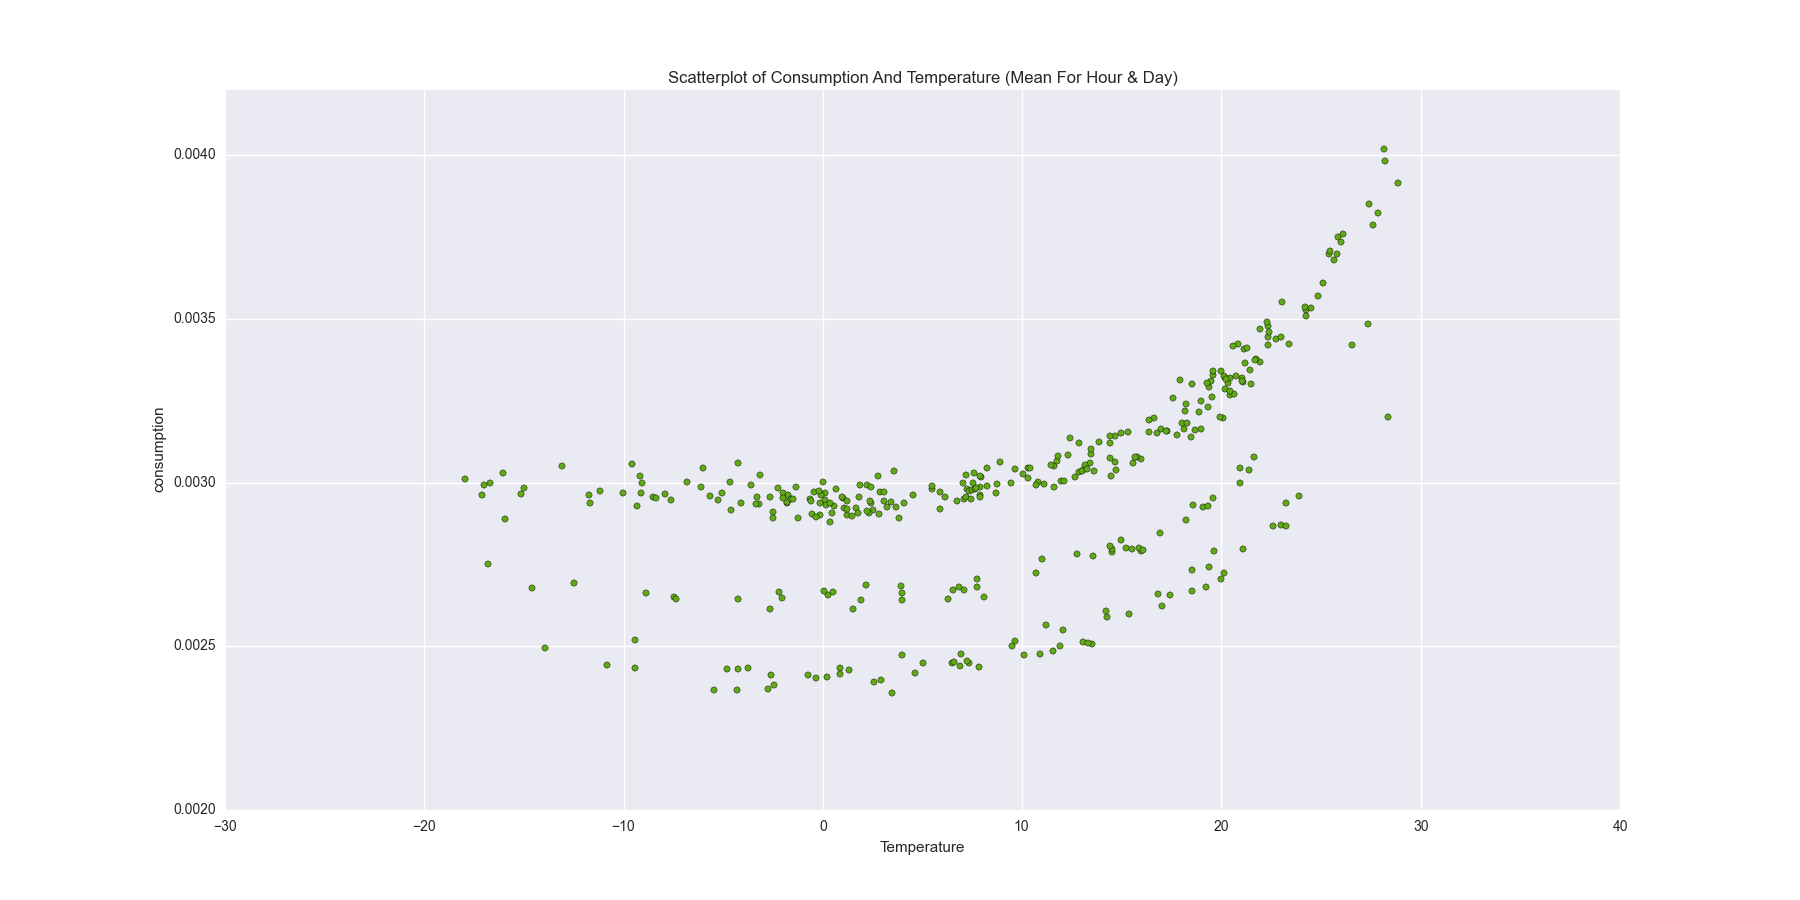 Scatterplot of Consumption And Temperature (Mean For Hour & Day)
0.0040
0.0035
0.0030
0.0025
0.0020
consumption
−30 −20 −10 0 10 20 30 40
Temperature